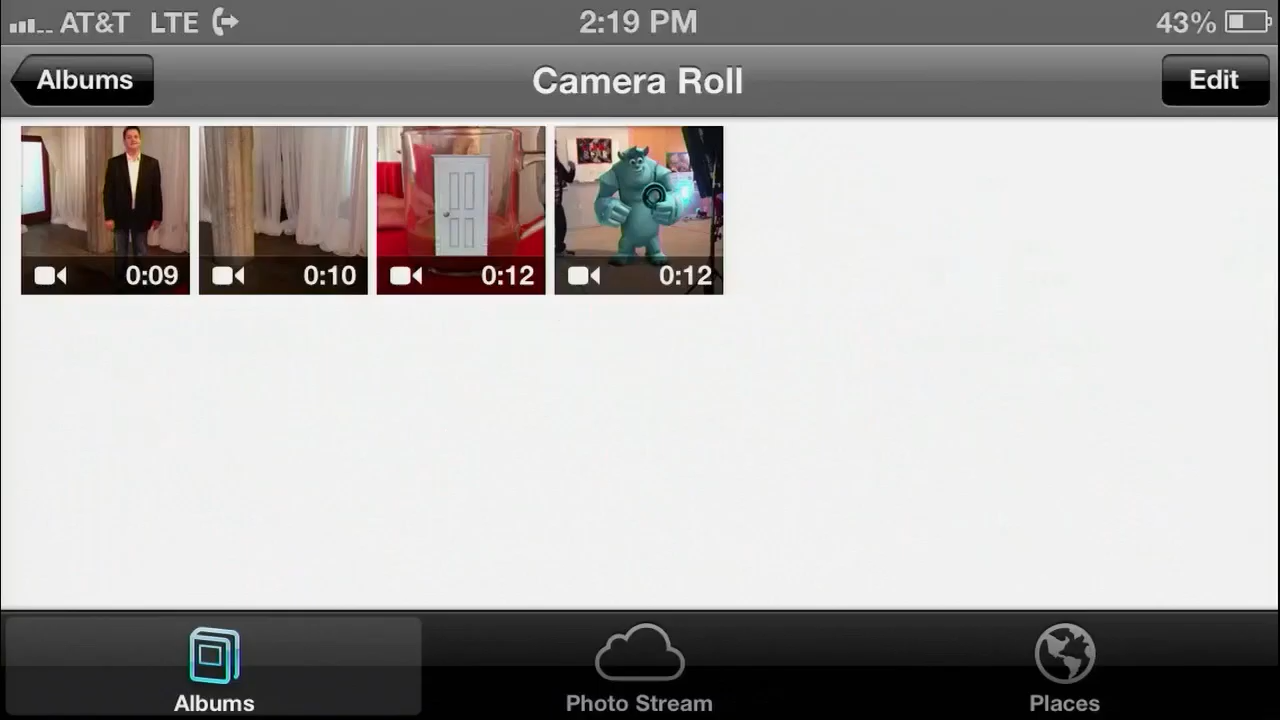 AT&T LTE 2:19 PM 43%
Albums Camera Roll Edit
0:09 0:10 0:12 0:12
Albums Photo Stream Places